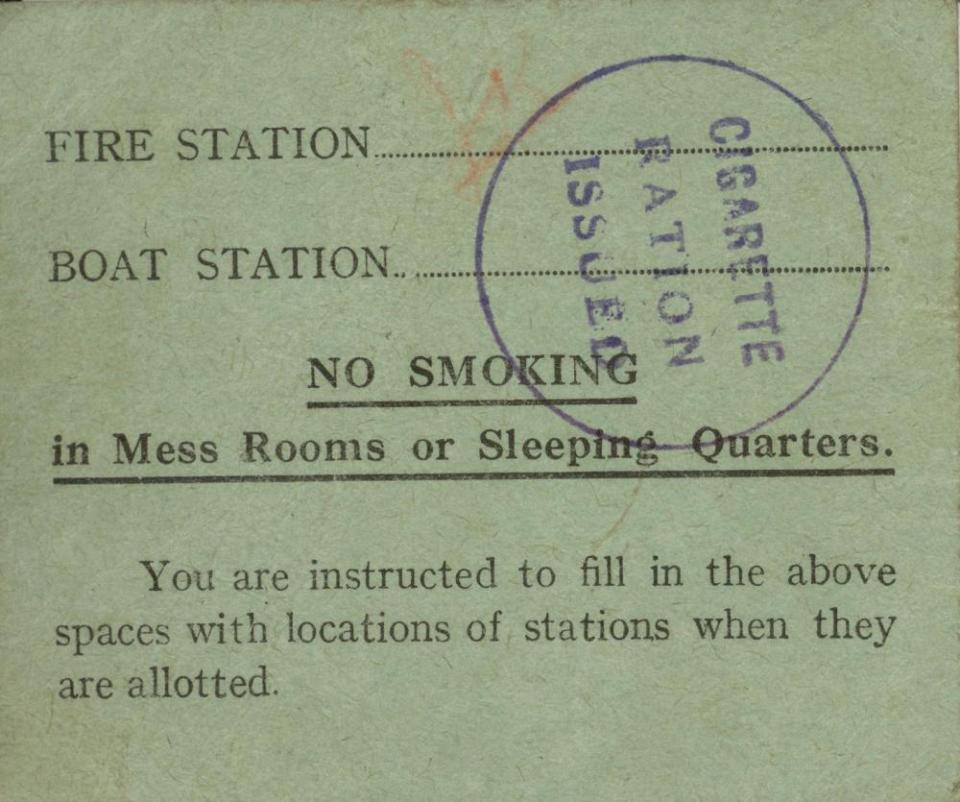 FIRE STATION..........
BOAT STATION..........
NO SMOKING
in Mess Rooms or Sleeping Quarters.
You are instructed to fill in the above
spaces with locations of stations when they
are allotted.
CIGARETTE
RATION
ISSUED